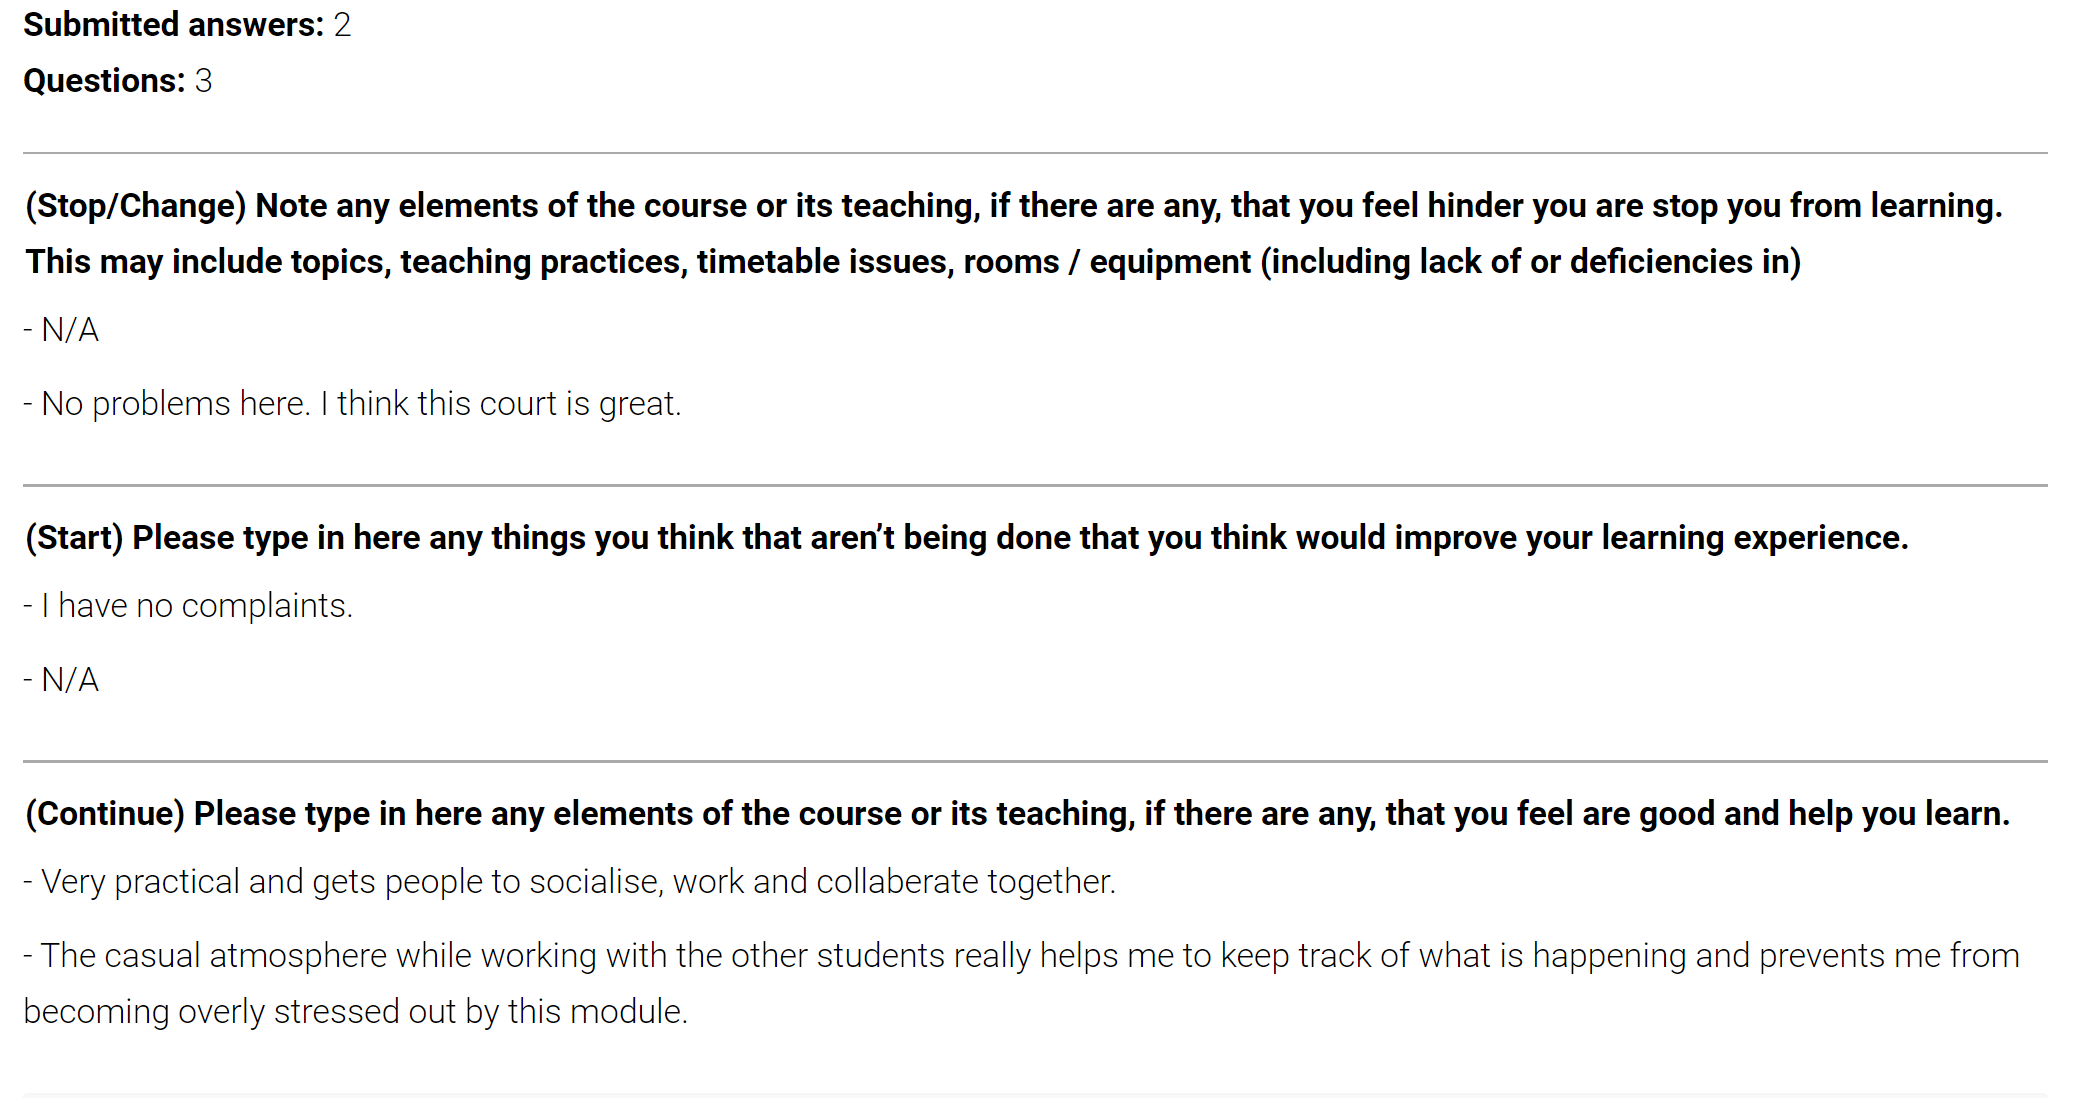 Submitted answers: 2
Questions: 3
(Stop/Change) Note any elements of the course or its teaching, if there are any, that you feel hinder you are stop you from learning.
This may include topics, teaching practices, timetable issues, rooms / equipment (including lack of or deficiencies in)
- N/A
- No problems here. I think this court is great.
(Start) Please type in here any things you think that aren’t being done that you think would improve your learning experience.
- I have no complaints.
- N/A
(Continue) Please type in here any elements of the course or its teaching, if there are any, that you feel are good and help you learn.
- Very practical and gets people to socialise, work and collaberate together.
- The casual atmosphere while working with the other students really helps me to keep track of what is happening and prevents me from
becoming overly stressed out by this module.